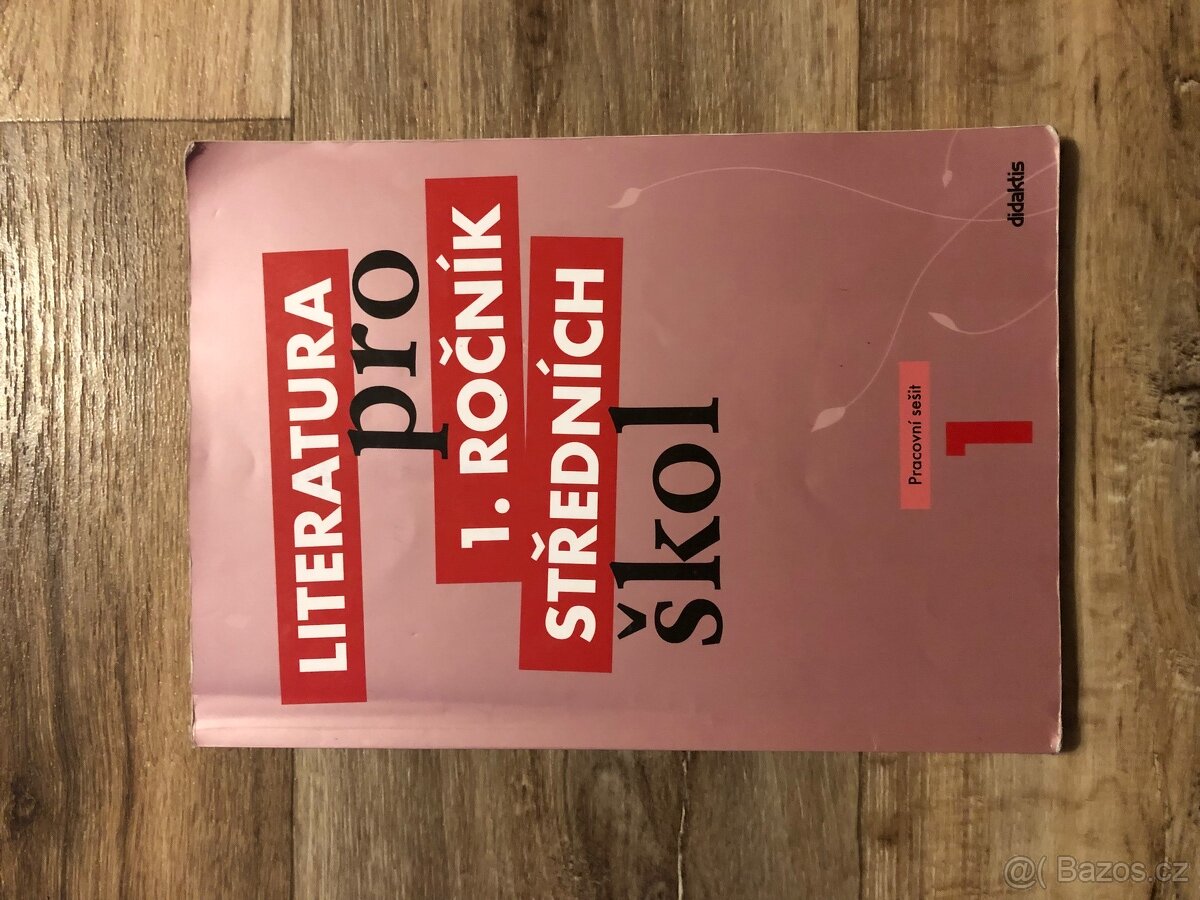 LITERATURA
pro
1. ROČNÍK
STŘEDNÍCH
škol
Pracovní sešit
1
didaktis
@( Bazos.cz